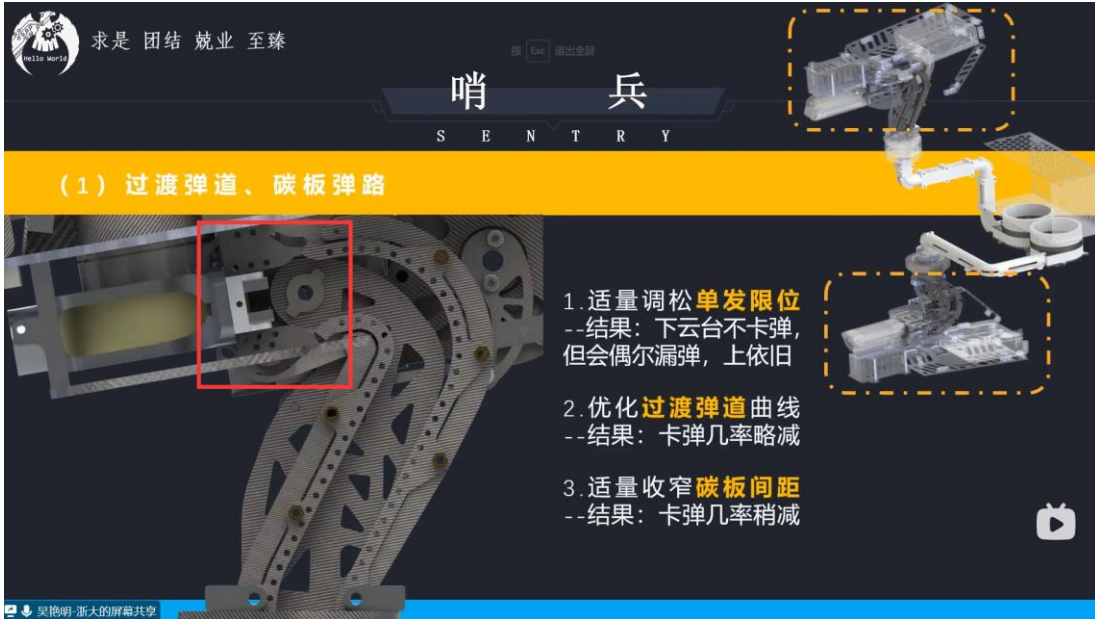 Hello World
求是 团结 兢业 至臻
按 Esc 退出全屏
哨 兵
SENTRY
(1) 过渡弹道、碳板弹路
1.适量调松单发限位
--结果：下云台不卡弹，
但会偶尔漏弹，上依旧
2.优化过渡弹道曲线
--结果：卡弹几率略减
3.适量收窄碳板间距
--结果：卡弹几率稍减
吴艳明-浙大的屏幕共享